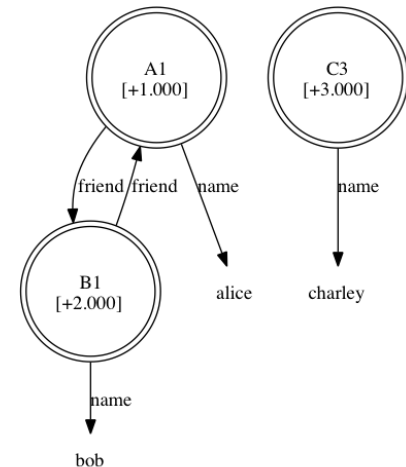 A1
[+1.000]
C3
[+3.000]
friend
friend
name
name
B1
[+2.000]
alice
charley
name
bob